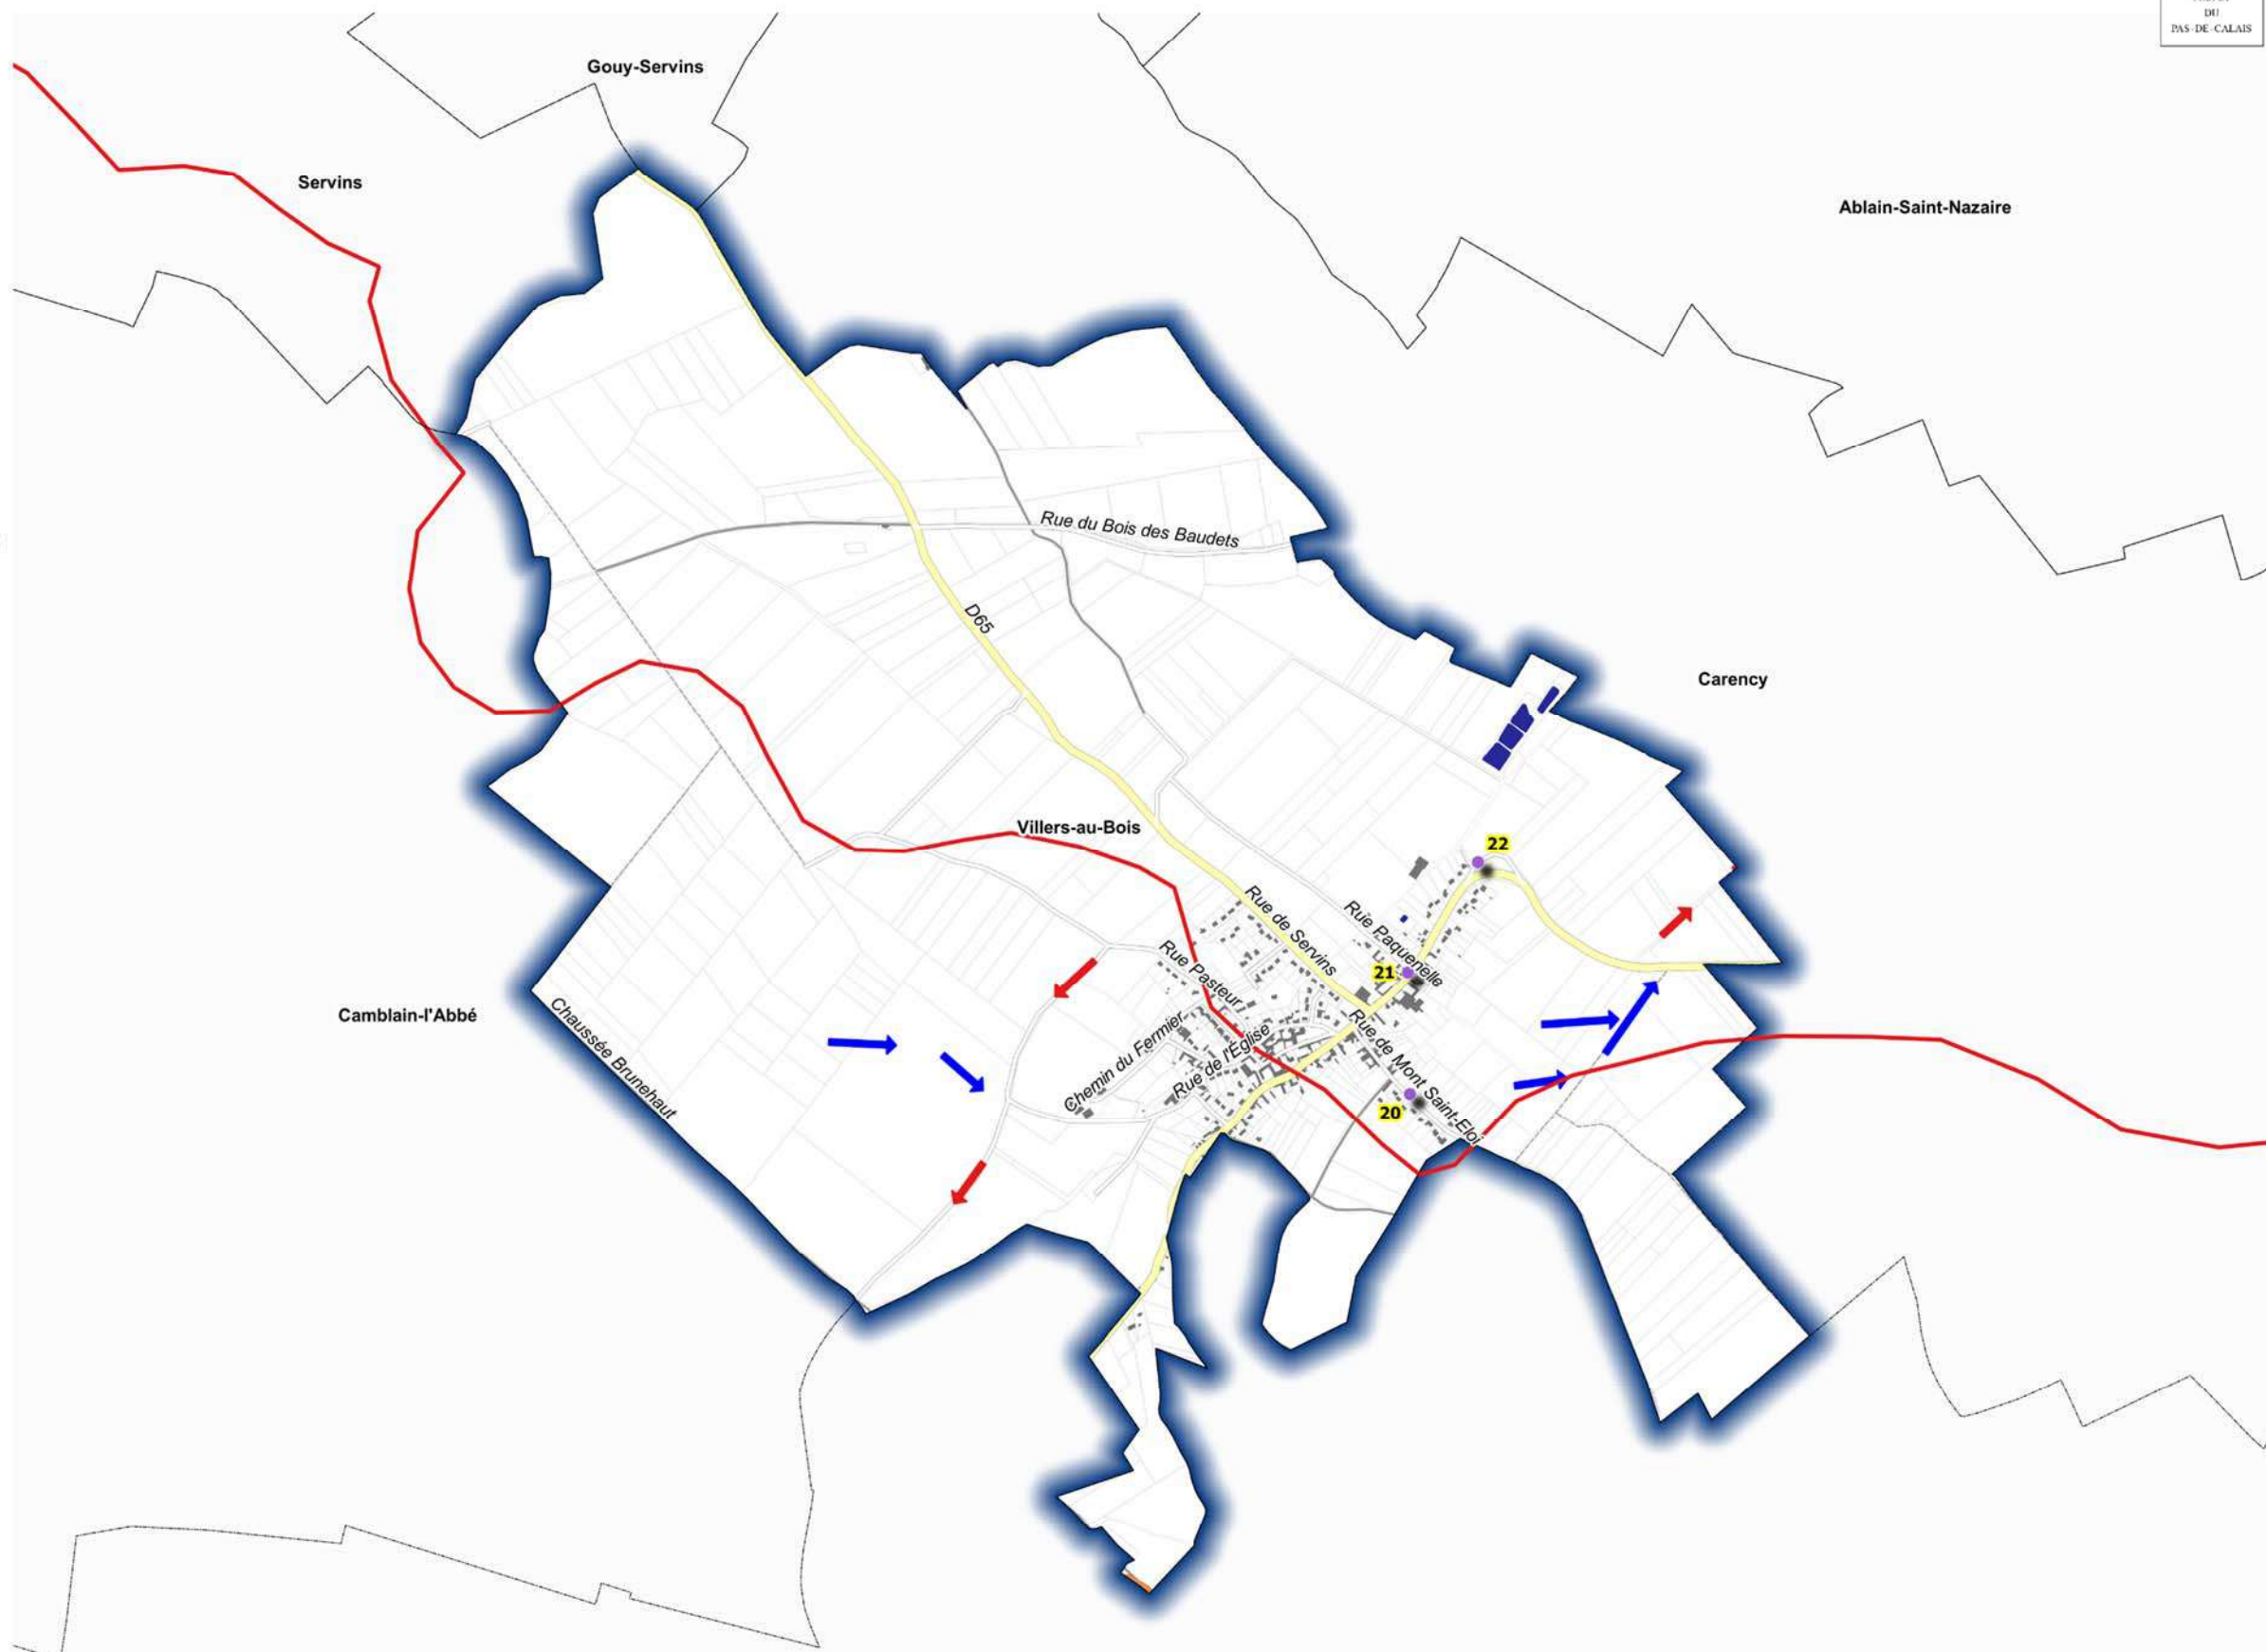 DU
PAS-DE-CALAIS
Gouy-Servins
Servins
Ablain-Saint-Nazaire
Rue du Bois des Baudets
D65
Carency
Villers-au-Bois
22
Rue de Servins
Rue Paquenelle
21
Rue Pasteur
Camblain-l'Abbé
Chaussée Brunehaut
Chemin du Fermier
Rue de l'Église
Rue de Mont Saint-Eloi
20